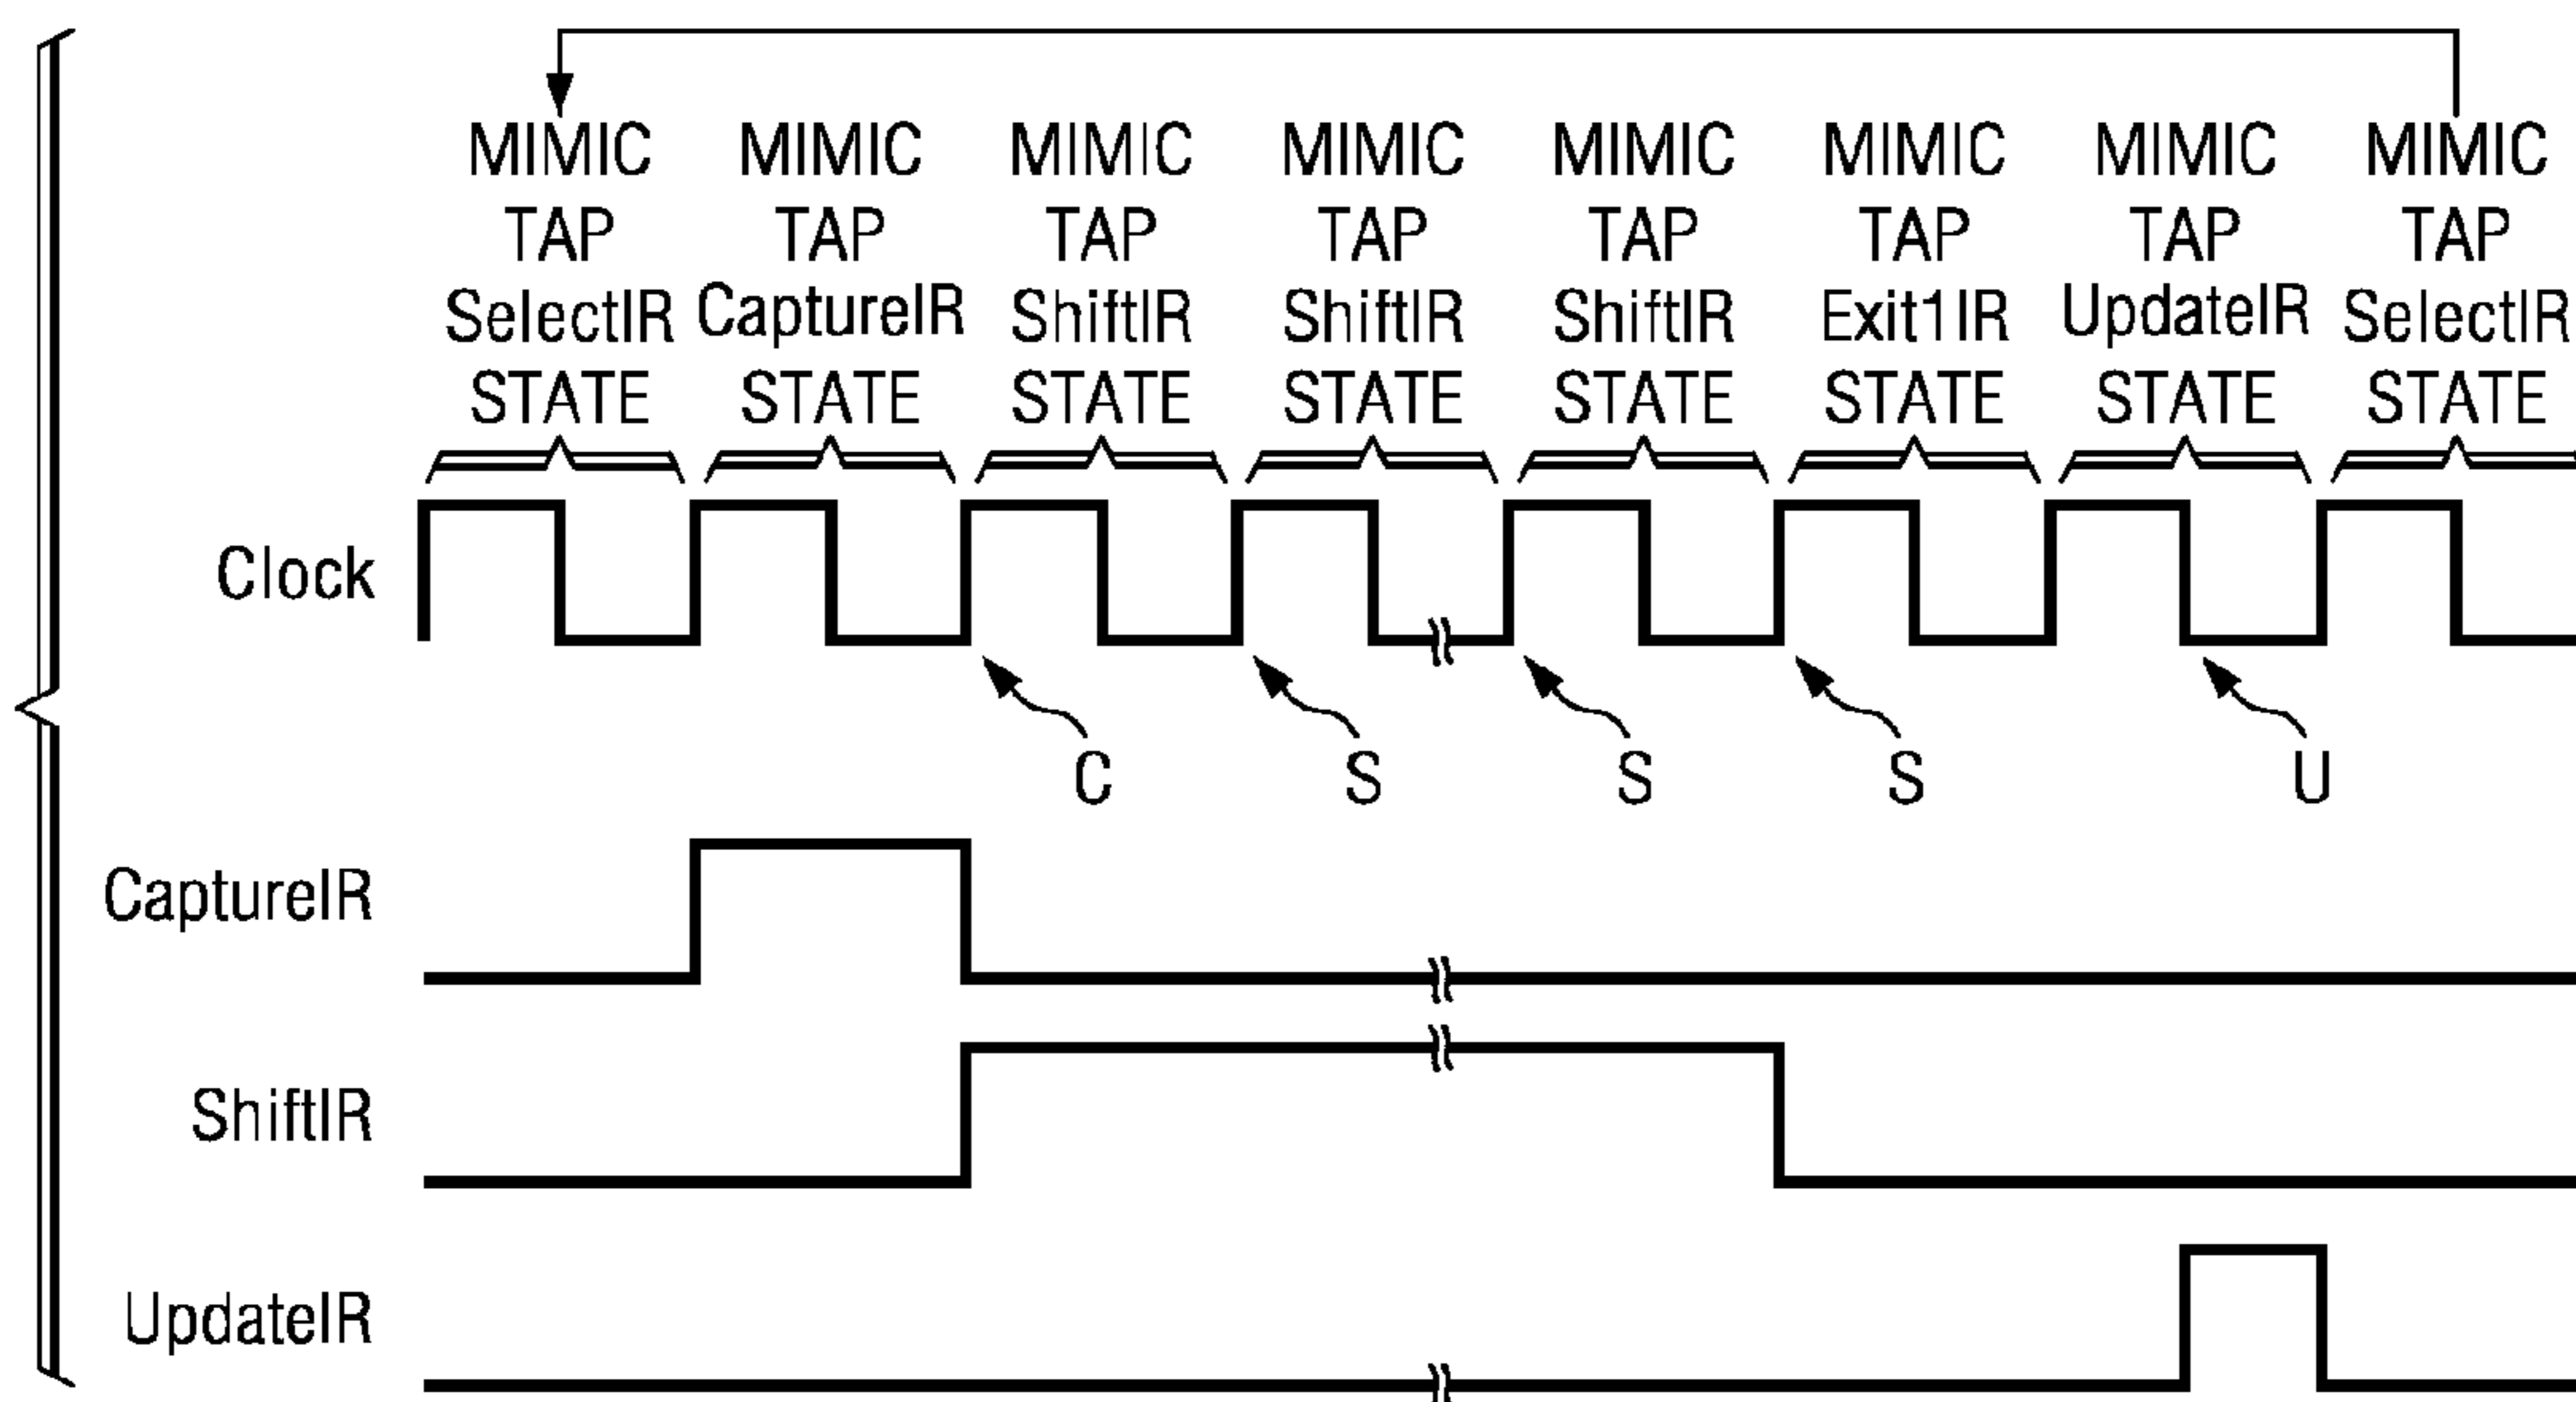 MIMIC MIMIC MIMIC MIMIC MIMIC MIMIC MIMIC MIMIC
TAP TAP TAP TAP TAP TAP TAP TAP
SelectIR CaptureIR ShiftIR ShiftIR ShiftIR Exit1IR UpdateIR SelectIR
STATE STATE STATE STATE STATE STATE STATE STATE
Clock
C S S S U
CaptureIR
ShiftIR
UpdateIR